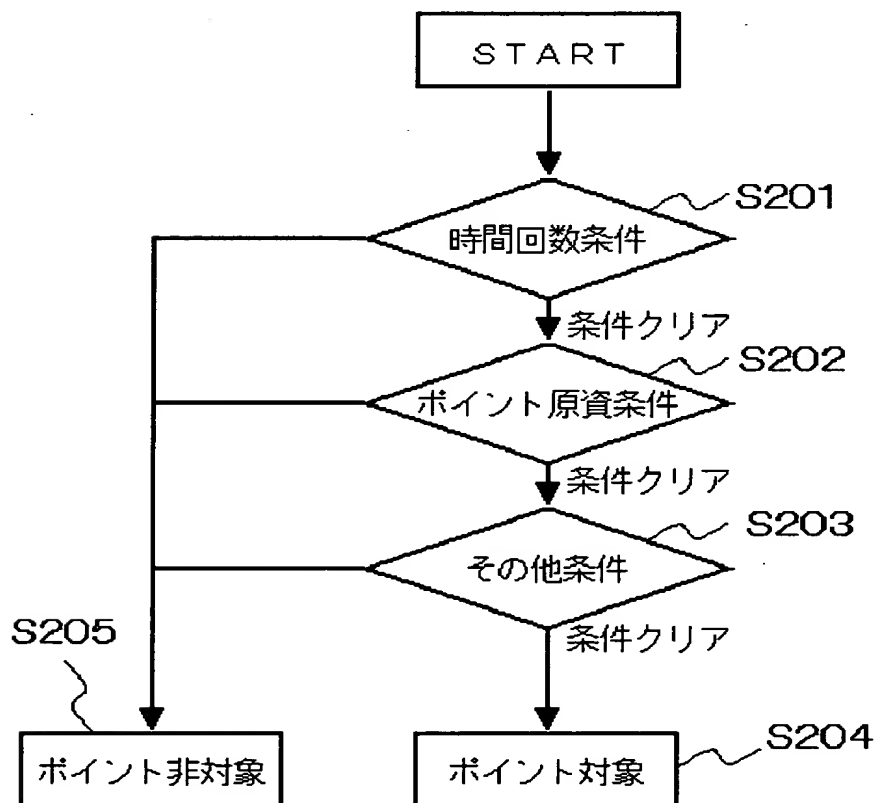 START
S201
時間回数条件
条件クリア
S202
ポイント原資条件
条件クリア
S203
その他条件
条件クリア
S205
S204
ポイント非対象
ポイント対象